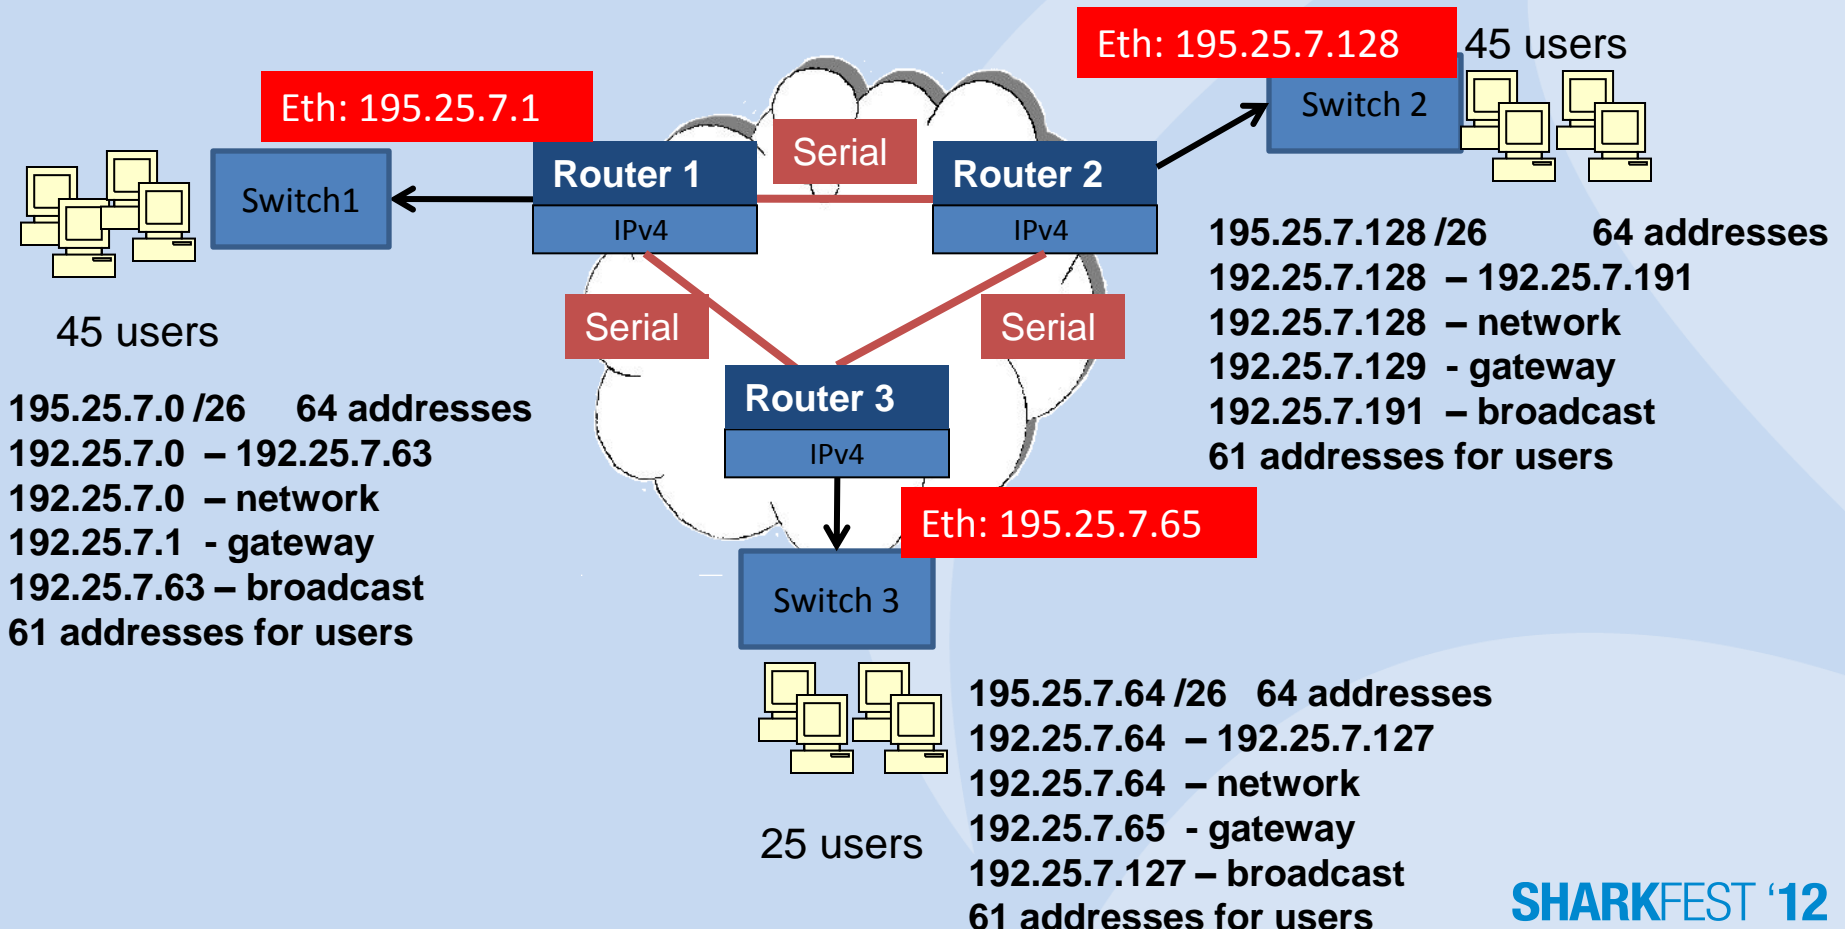 Eth: 195.25.7.128
45 users
Eth: 195.25.7.1
Switch 2
Serial
Router 1
Router 2
Switch1
IPv4
IPv4
195.25.7.128 /26 64 addresses
192.25.7.128 – 192.25.7.191
192.25.7.128 – network
192.25.7.129 - gateway
192.25.7.191 – broadcast
61 addresses for users
45 users
Serial
Serial
195.25.7.0 /26 64 addresses
192.25.7.0 – 192.25.7.63
192.25.7.0 – network
192.25.7.1 - gateway
192.25.7.63 – broadcast
61 addresses for users
Router 3
IPv4
Eth: 195.25.7.65
Switch 3
25 users
195.25.7.64 /26 64 addresses
192.25.7.64 – 192.25.7.127
192.25.7.64 – network
192.25.7.65 - gateway
192.25.7.127 – broadcast
61 addresses for users
SHARKFEST ‘12